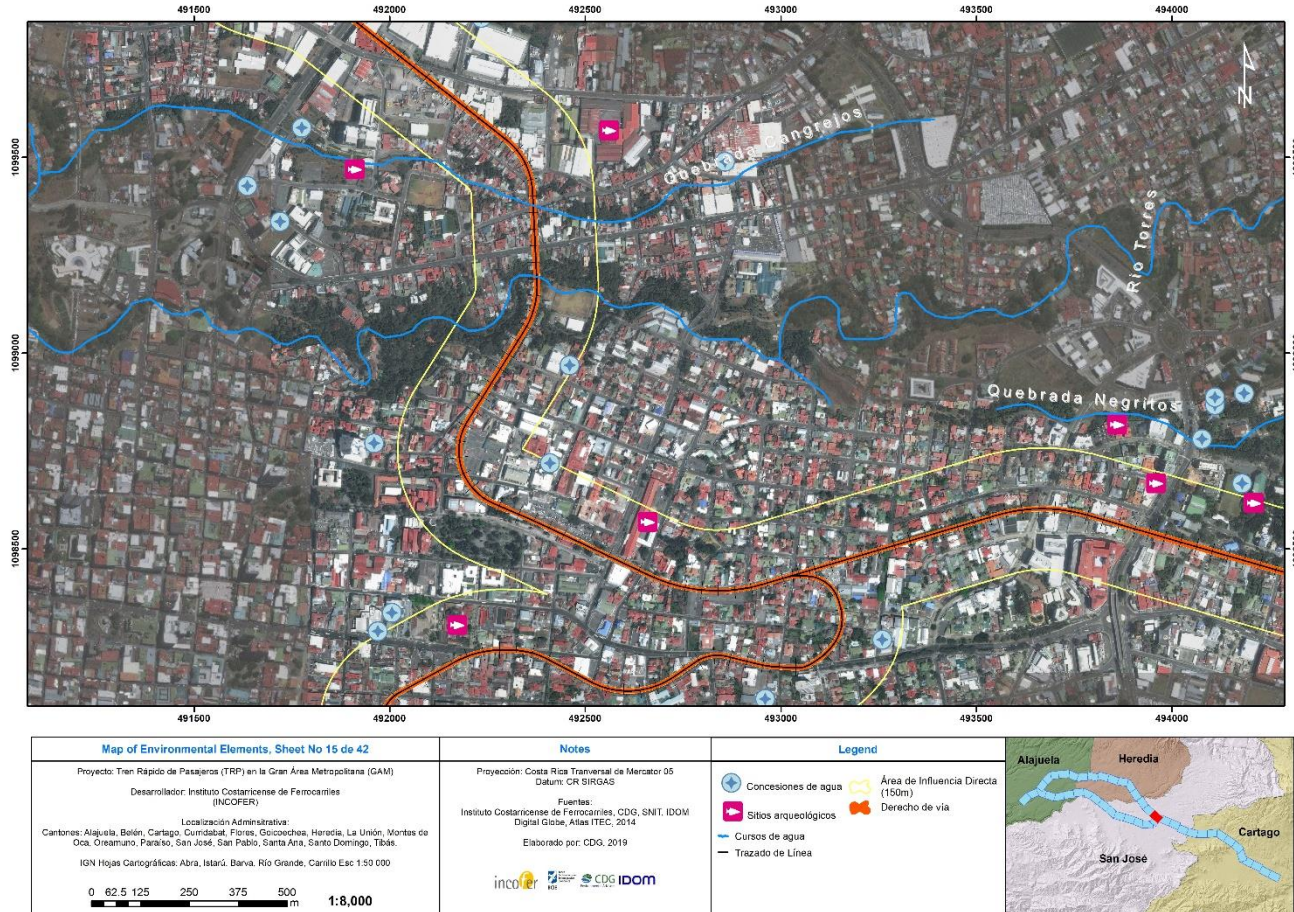 491500 492000 492500 493000 493500 494000
1099500
1099000
1098500
Quebrada Cangrejos
Río Torres
Quebrada Negritos
N
491500 492000 492500 493000 493500 494000
Map of Environmental Elements, Sheet No 15 de 42
Proyecto: Tren Rápido de Pasajeros (TRP) en la Gran Área Metropolitana (GAM)
Desarrollador: Instituto Costarricense de Ferrocarriles
(INCOFER)
Localización Adminsitrativa:
Cantones: Alajuela, Belén, Cartago, Curridabat, Flores, Goicoechea, Heredia, La Unión, Montes de
Oca, Oreamuno, Paraíso, San José, San Pablo, Santa Ana, Santo Domingo, Tibás.
IGN Hojas Cartográficas: Abra, Istarú, Barva, Río Grande, Carrillo Esc 1:50 000
0 62.5 125 250 375 500
m
1:8,000
Notes
Proyección: Costa Rica Tranversal de Mercator 05
Datum: CR SIRGAS
Fuentes:
Instituto Costarricense de Ferrocarriles, CDG, SNIT, IDOM
Digital Globe, Atlas ITEC, 2014
Elaborado por: CDG, 2019
incofer
CDG
IDOM
Legend
Concesiones de agua
Sitios arqueológicos
Cursos de agua
Trazado de Línea
Área de Influencia Directa
(150m)
Derecho de vía
Alajuela
Heredia
San José
Cartago